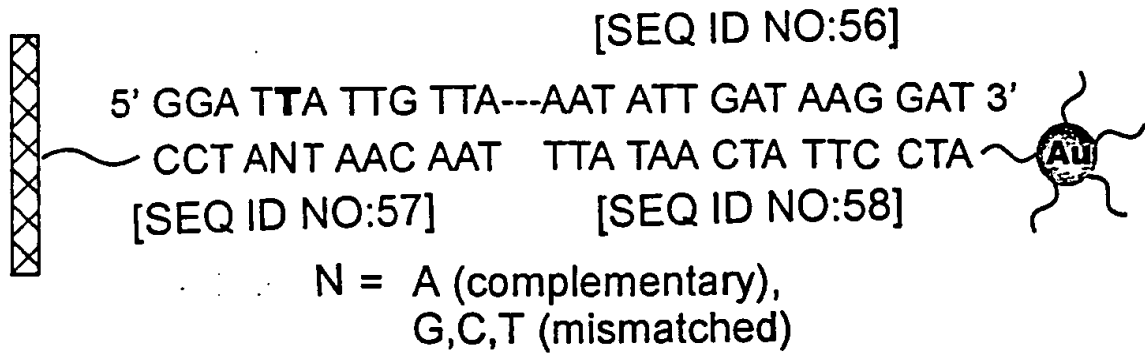 [SEQ ID NO:56]
5' GGA TTA TTG TTA---AAT ATT GAT AAG GAT 3'
CCT ANT AAC AAT TTA TAA CTA TTC CTA Au
[SEQ ID NO:57] [SEQ ID NO:58]
N = A (complementary),
G,C,T (mismatched)